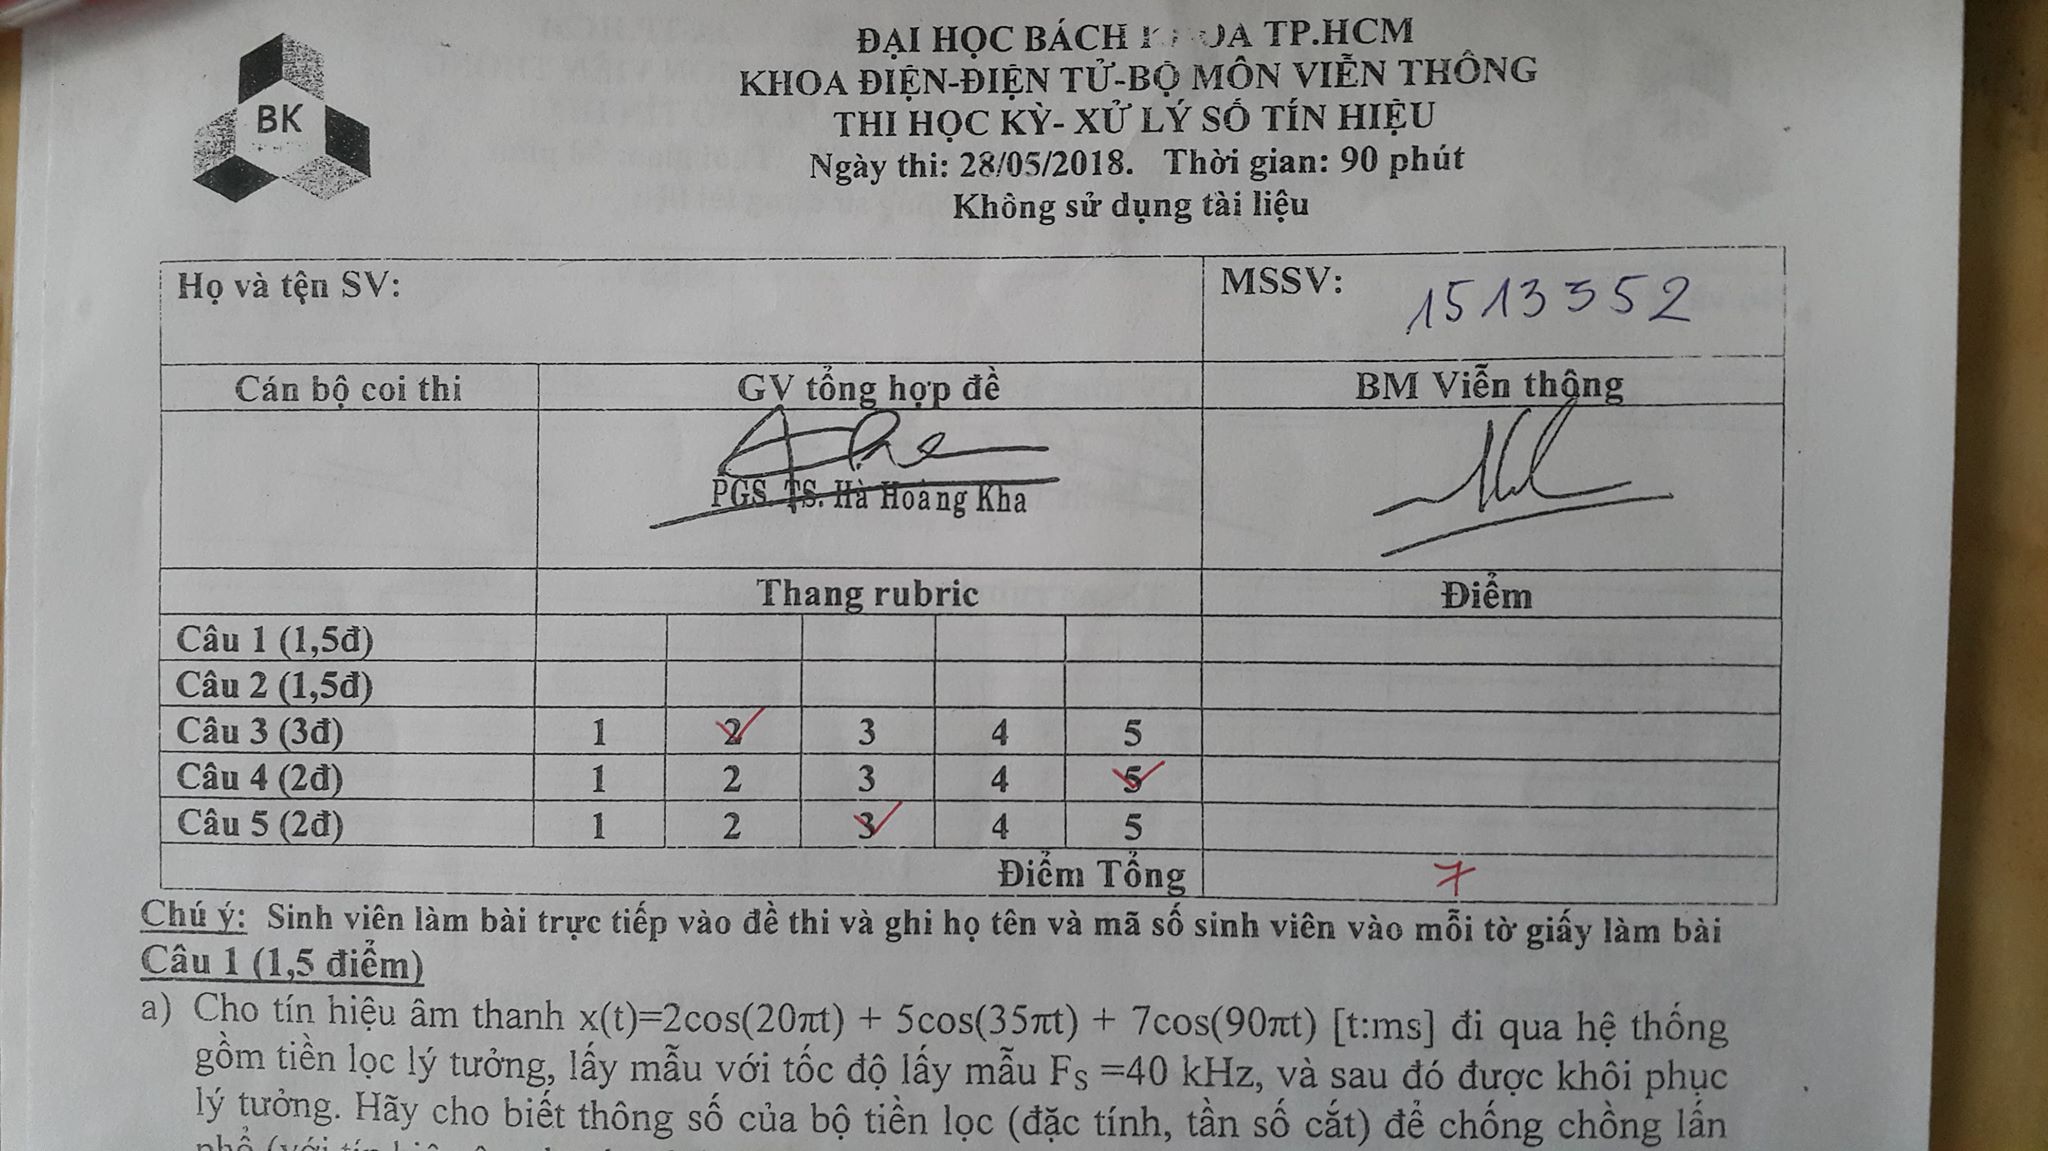 BK
ĐẠI HỌC BÁCH KHOA TP.HCM
KHOA ĐIỆN-ĐIỆN TỬ-BỘ MÔN VIỄN THÔNG
THI HỌC KỲ- XỬ LÝ SỐ TÍN HIỆU
Ngày thi: 28/05/2018. Thời gian: 90 phút
Không sử dụng tài liệu
Họ và tện SV:
MSSV: 1513352
Cán bộ coi thi GV tổng hợp đề BM Viễn thông
PGS. TS. Hà Hoàng Kha
Thang rubric Điểm
Câu 1 (1,5đ)
Câu 2 (1,5đ)
Câu 3 (3đ) 1 2 3 4 5
Câu 4 (2đ) 1 2 3 4 5
Câu 5 (2đ) 1 2 3 4 5
Điểm Tổng 7
Chú ý: Sinh viên làm bài trực tiếp vào đề thi và ghi họ tên và mã số sinh viên vào mỗi tờ giấy làm bài
Câu 1 (1,5 điểm)
a) Cho tín hiệu âm thanh x(t)=2cos(20πt) + 5cos(35πt) + 7cos(90πt) [t:ms] đi qua hệ thống
gồm tiền lọc lý tưởng, lấy mẫu với tốc độ lấy mẫu FS =40 kHz, và sau đó được khôi phục
lý tưởng. Hãy cho biết thông số của bộ tiền lọc (đặc tính, tần số cắt) để chống chồng lấn